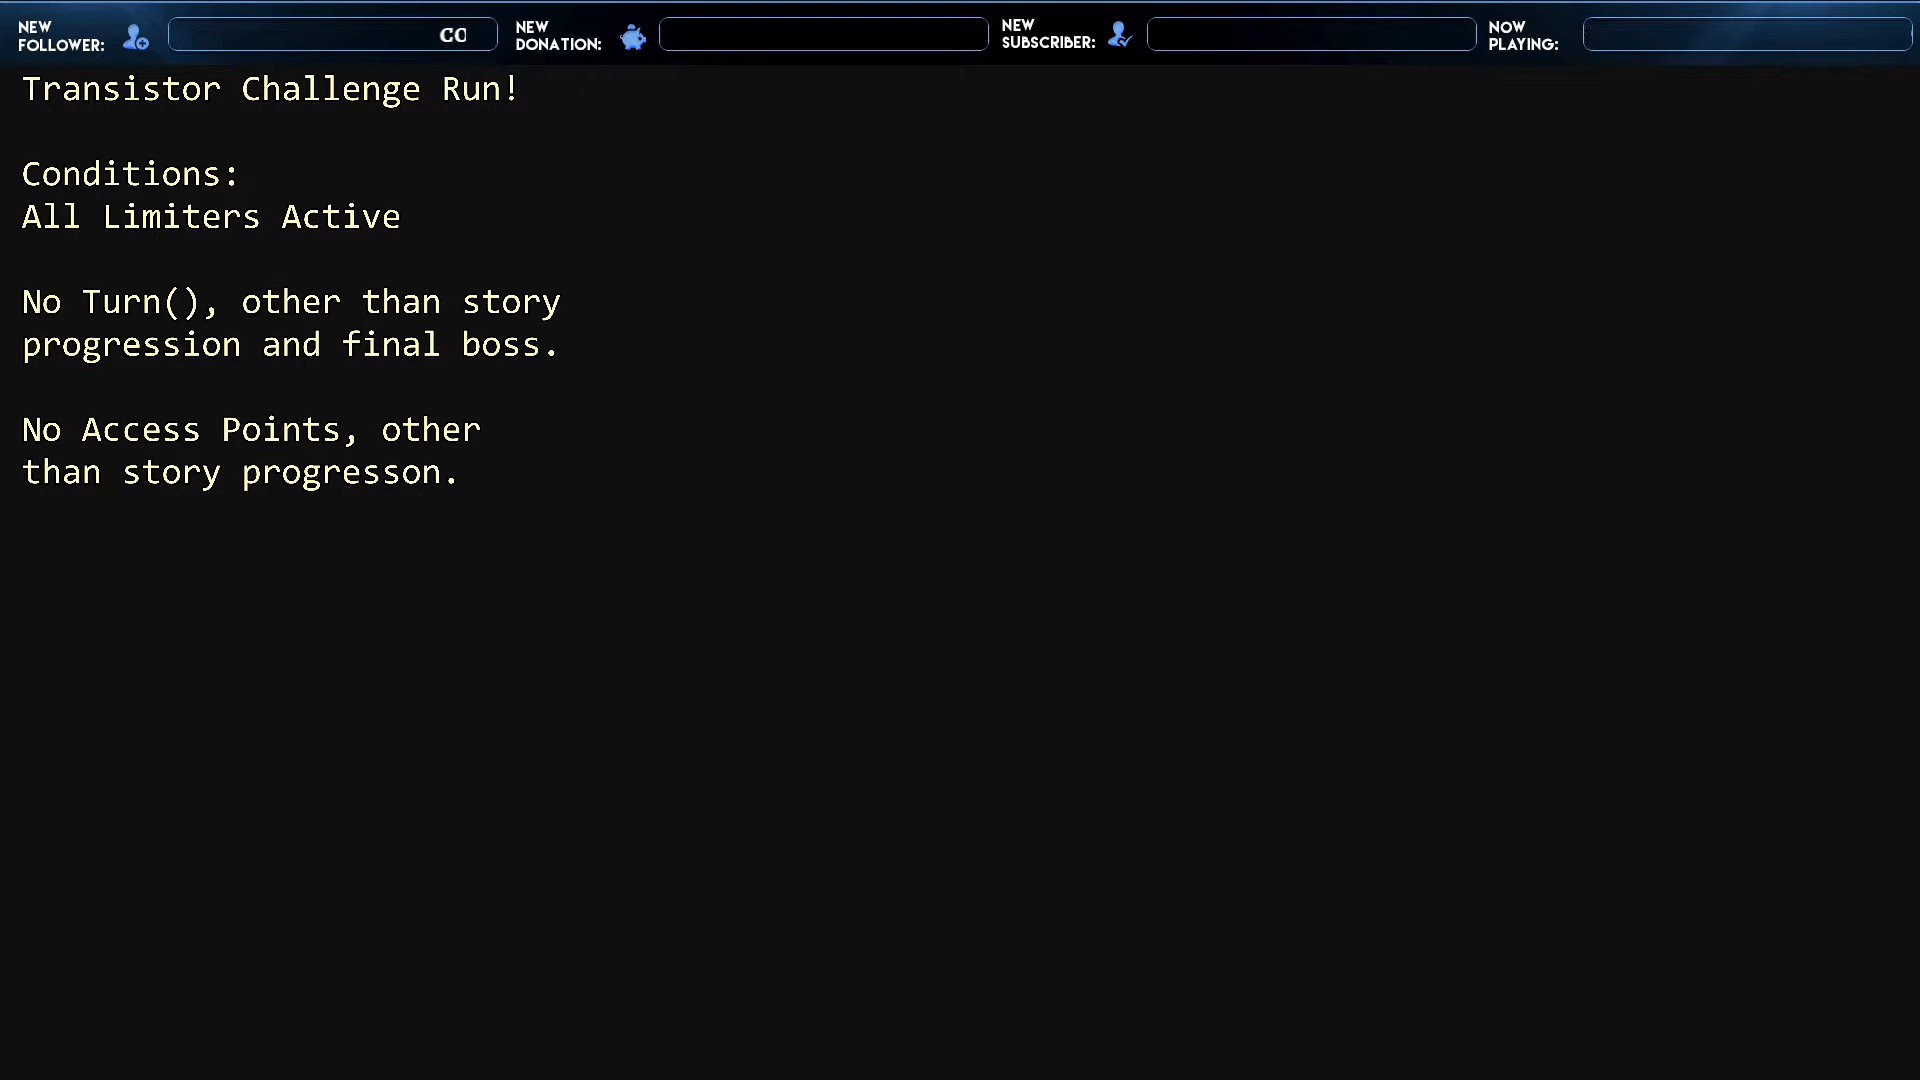 NEW
FOLLOWER:
CO
NEW
DONATION:
NEW
SUBSCRIBER:
NOW
PLAYING:
Transistor Challenge Run!
Conditions:
All Limiters Active
No Turn(), other than story
progression and final boss.
No Access Points, other
than story progresson.